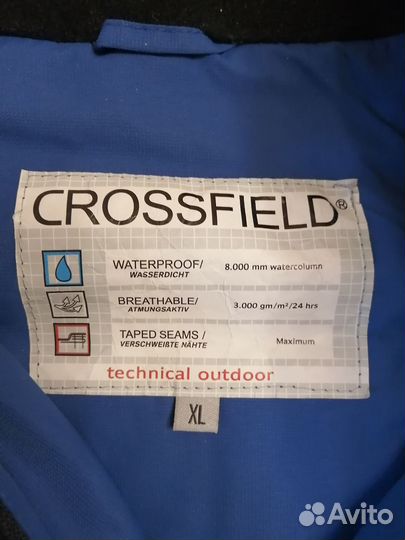 CROSSFIELD®
WATERPROOF/ 8.000 mm watercolumn
WASSERDICHT
BREATHABLE/ 3.000 gm/m²/24 hrs
ATMUNGSAKTIV
TAPED SEAMS / Maximum
VERSCHWEIßTE NÄHTE
technical outdoor
XL
Avito